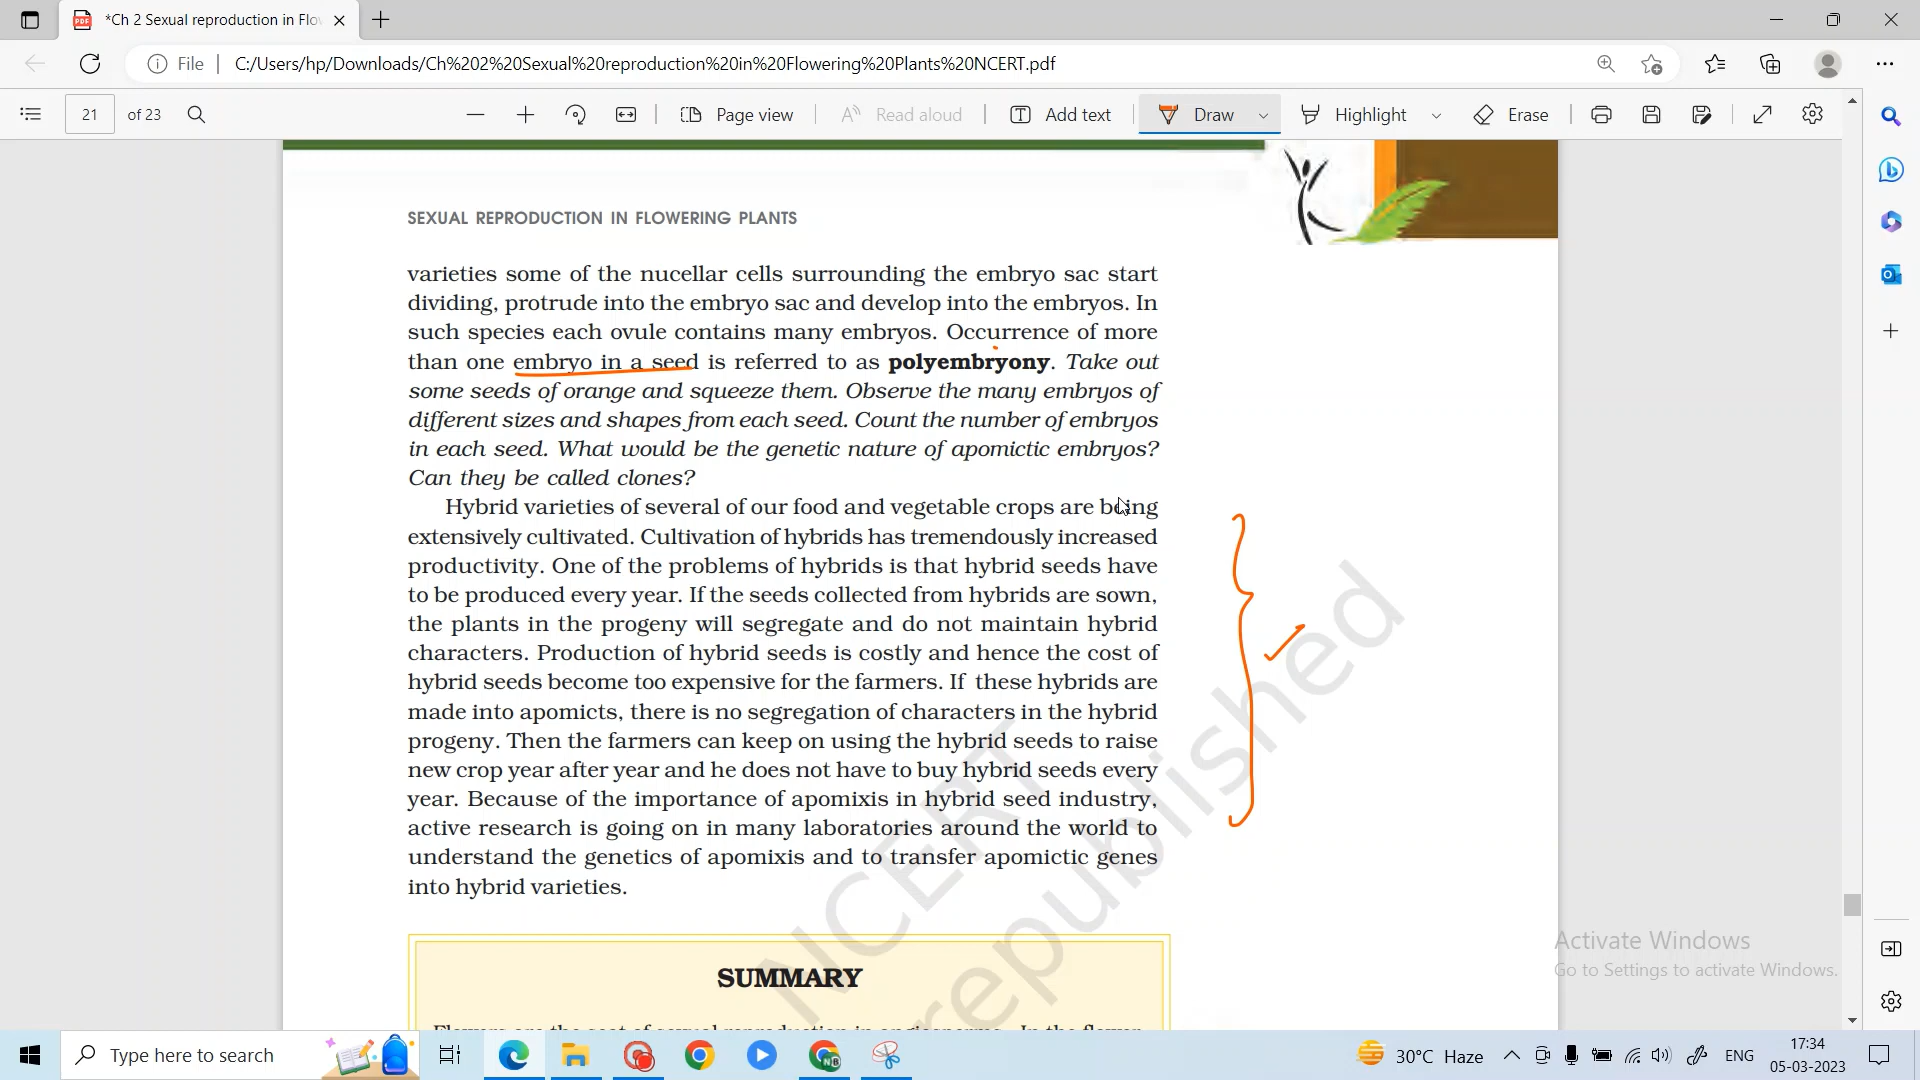 *Ch 2 Sexual reproduction in Flo
File
C:/Users/hp/Downloads/Ch%202%20Sexual%20reproduction%20in%20Flowering%20Plants%20NCERT.pdf
21 of 23
Page view
Read aloud
Add text
Draw
Highlight
Erase
SEXUAL REPRODUCTION IN FLOWERING PLANTS
varieties some of the nucellar cells surrounding the embryo sac start
dividing, protrude into the embryo sac and develop into the embryos. In
such species each ovule contains many embryos. Occurrence of more
than one embryo in a seed is referred to as polyembryony. Take out
some seeds of orange and squeeze them. Observe the many embryos of
different sizes and shapes from each seed. Count the number of embryos
in each seed. What would be the genetic nature of apomictic embryos?
Can they be called clones?
Hybrid varieties of several of our food and vegetable crops are being
extensively cultivated. Cultivation of hybrids has tremendously increased
productivity. One of the problems of hybrids is that hybrid seeds have
to be produced every year. If the seeds collected from hybrids are sown,
the plants in the progeny will segregate and do not maintain hybrid
characters. Production of hybrid seeds is costly and hence the cost of
hybrid seeds become too expensive for the farmers. If these hybrids are
made into apomicts, there is no segregation of characters in the hybrid
progeny. Then the farmers can keep on using the hybrid seeds to raise
new crop year after year and he does not have to buy hybrid seeds every
year. Because of the importance of apomixis in hybrid seed industry,
active research is going on in many laboratories around the world to
understand the genetics of apomixis and to transfer apomictic genes
into hybrid varieties.
NCERT
republished
SUMMARY
Flowers are the seat of sexual reproduction in angiosperms. In the flower,
Activate Windows
Go to Settings to activate Windows.
Type here to search
30°C Haze
ENG
17:34
05-03-2023